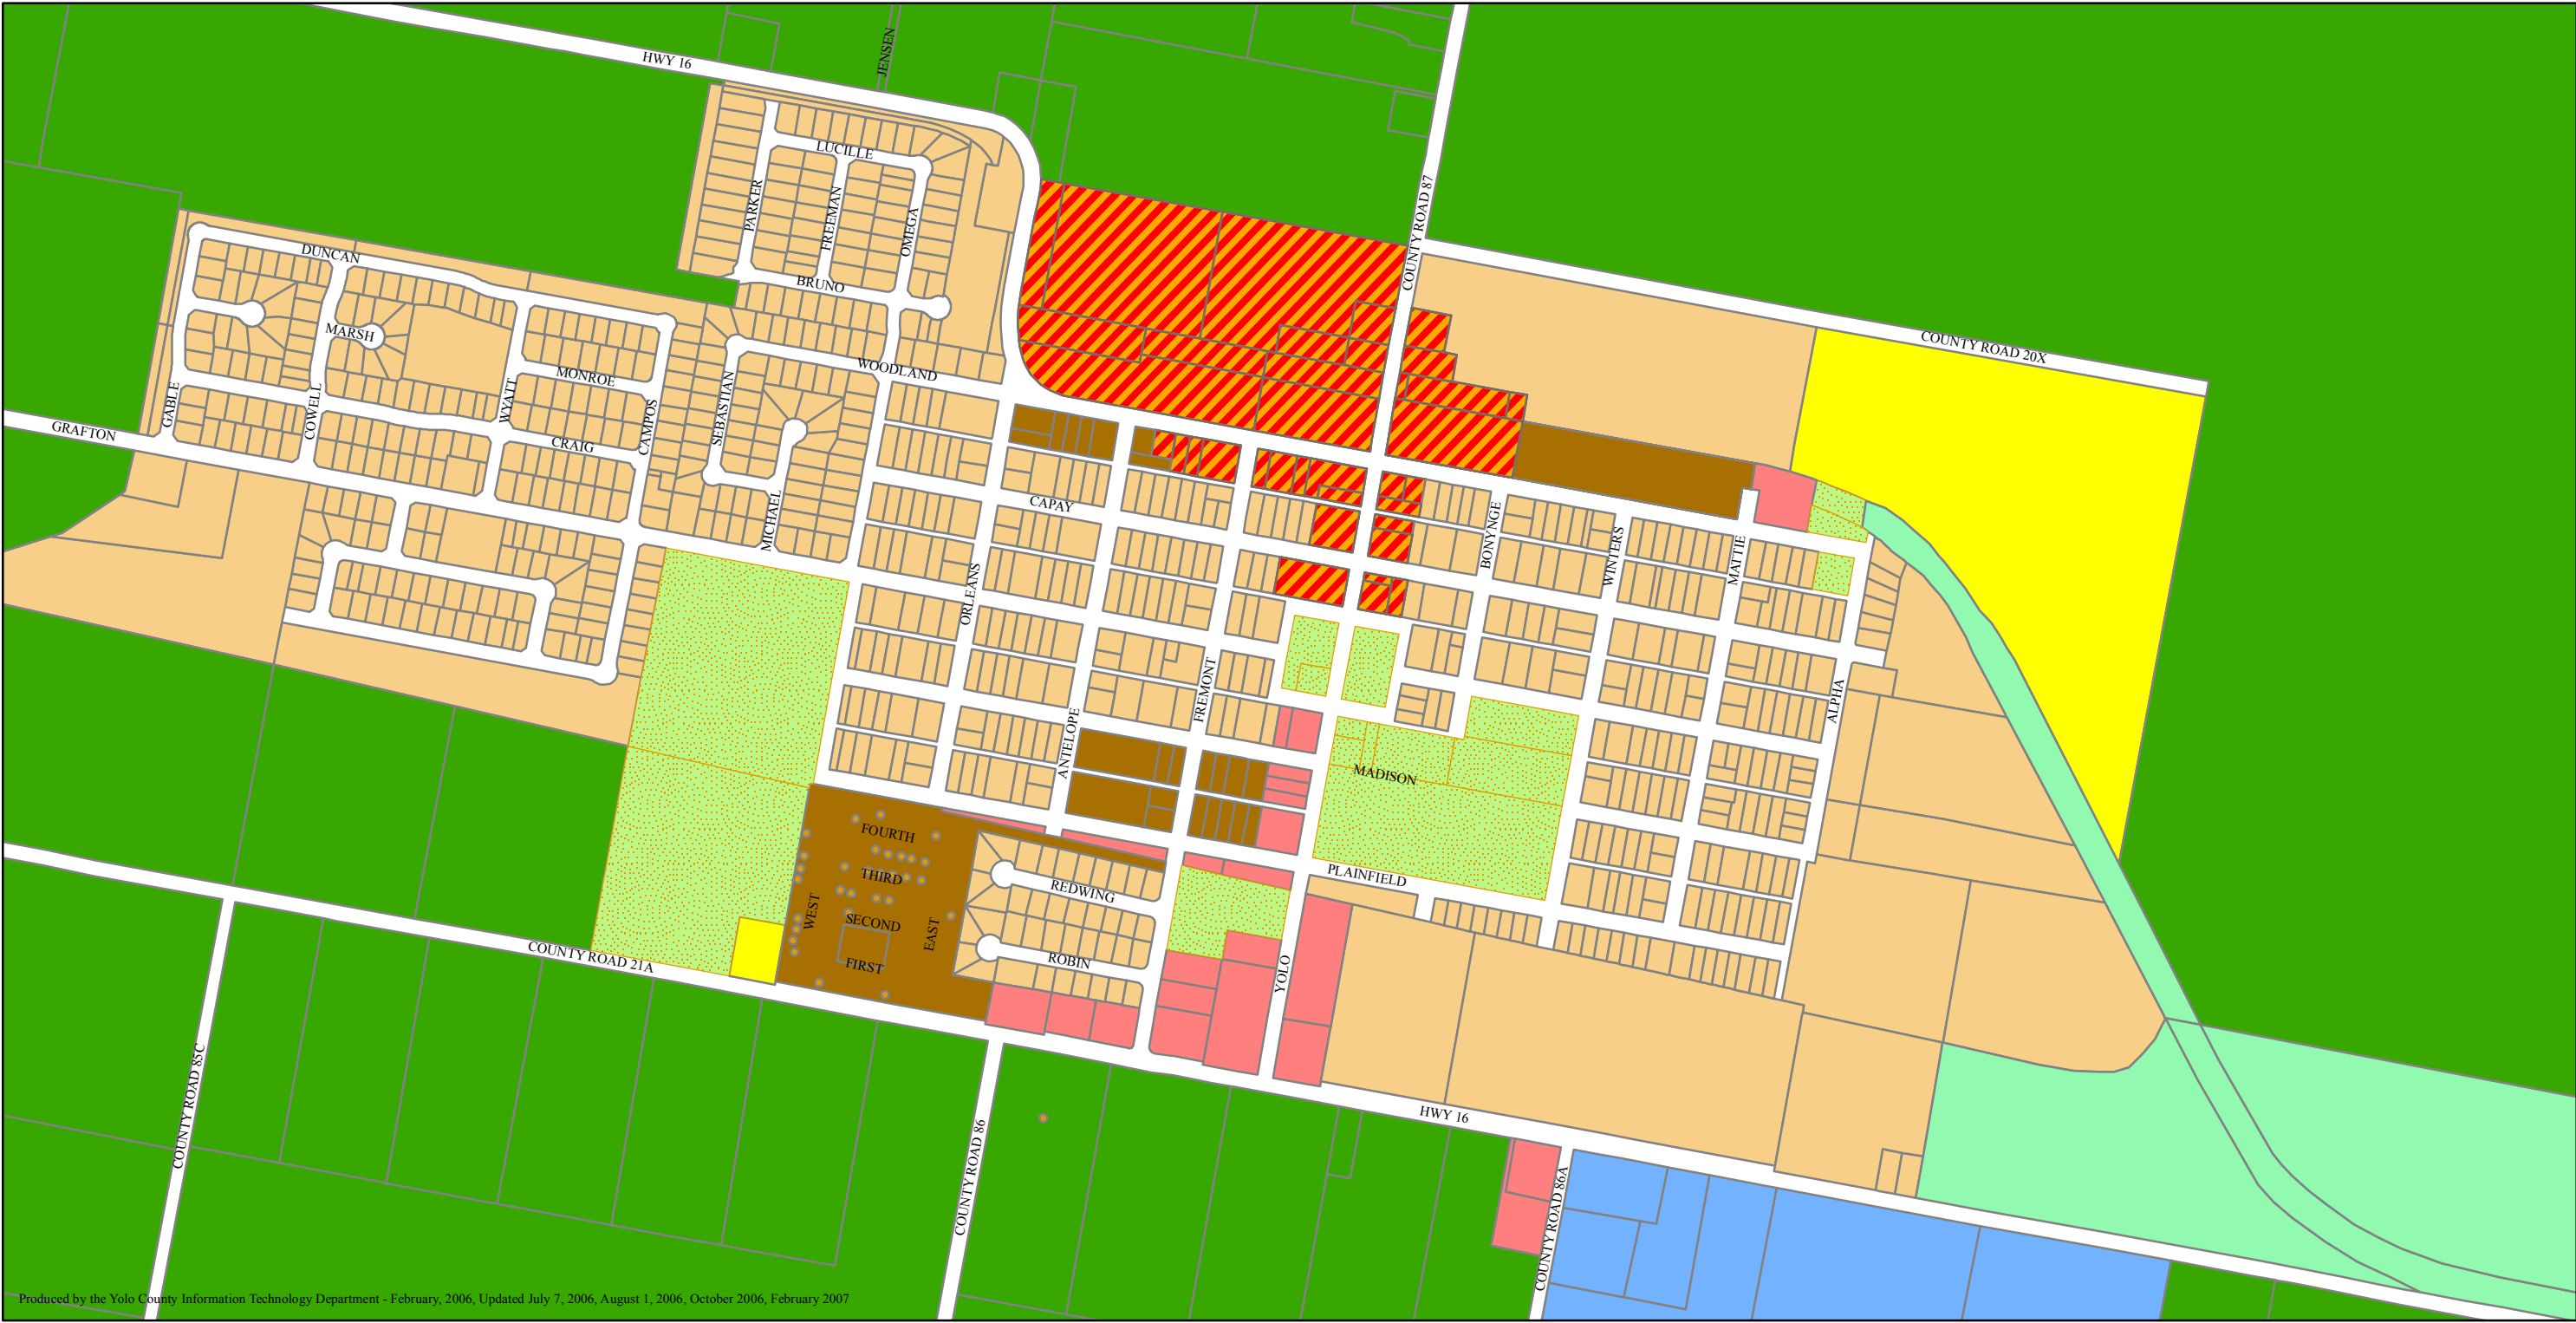 HWY 16
JENSEN
LUCILLE
PARKER
FREEMAN
OMEGA
COUNTY ROAD 87
DUNCAN
BRUNO
MARSH
WOODLAND
COUNTY ROAD 20X
MONROE
GABLE
COWELL
WYATT
CAMPOS
SEBASTIAN
GRAFTON
CRAIG
MICHAEL
CAPAY
BONYNGE
WINTERS
MATTIE
ORLEANS
FREMONT
ALPHA
ANTELOPE
MADISON
FOURTH
THIRD
REDWING
PLAINFIELD
WEST
SECOND
EAST
FIRST
ROBIN
YOLO
COUNTY ROAD 21A
HWY 16
COUNTY ROAD 85C
COUNTY ROAD 86
COUNTY ROAD 86A
Produced by the Yolo County Information Technology Department - February, 2006, Updated July 7, 2006, August 1, 2006, October 2006, February 2007